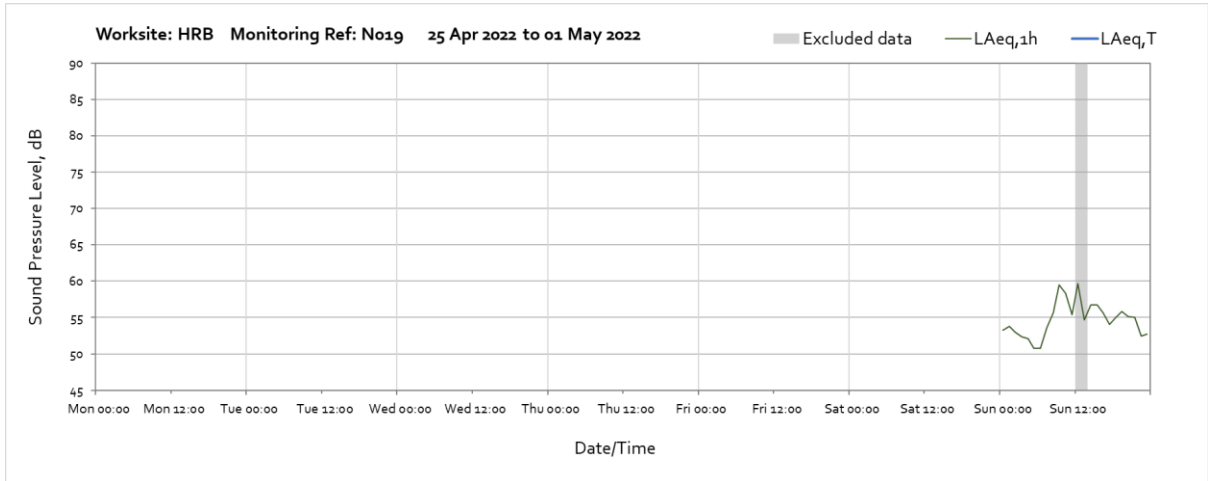 Worksite: HRB Monitoring Ref: N019 25 Apr 2022 to 01 May 2022
Excluded data LAeq,1h LAeq,T
Sound Pressure Level, dB
90
85
80
75
70
65
60
55
50
45
Mon 00:00 Mon 12:00 Tue 00:00 Tue 12:00 Wed 00:00 Wed 12:00 Thu 00:00 Thu 12:00 Fri 00:00 Fri 12:00 Sat 00:00 Sat 12:00 Sun 00:00 Sun 12:00
Date/Time